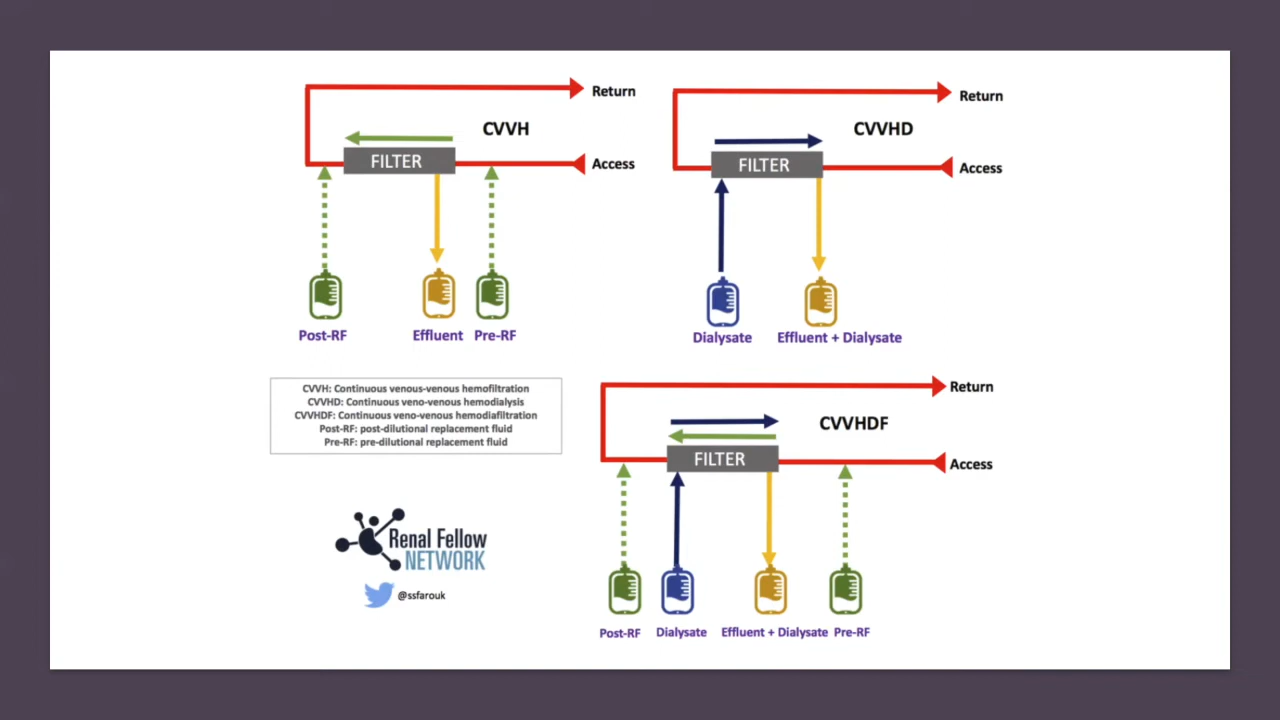 Return
CVVH
FILTER
Access
Post-RF
Effluent
Pre-RF
Return
CVVHD
FILTER
Access
Dialysate
Effluent + Dialysate
CVVH: Continuous venous-venous hemofiltration
CVVHD: Continuous veno-venous hemodialysis
CVVHDF: Continuous veno-venous hemodiafiltration
Post-RF: post-dilutional replacement fluid
Pre-RF: pre-dilutional replacement fluid
Return
CVVHDF
FILTER
Access
Post-RF
Dialysate
Effluent + Dialysate
Pre-RF
Renal Fellow
NETWORK
@ssfarouk